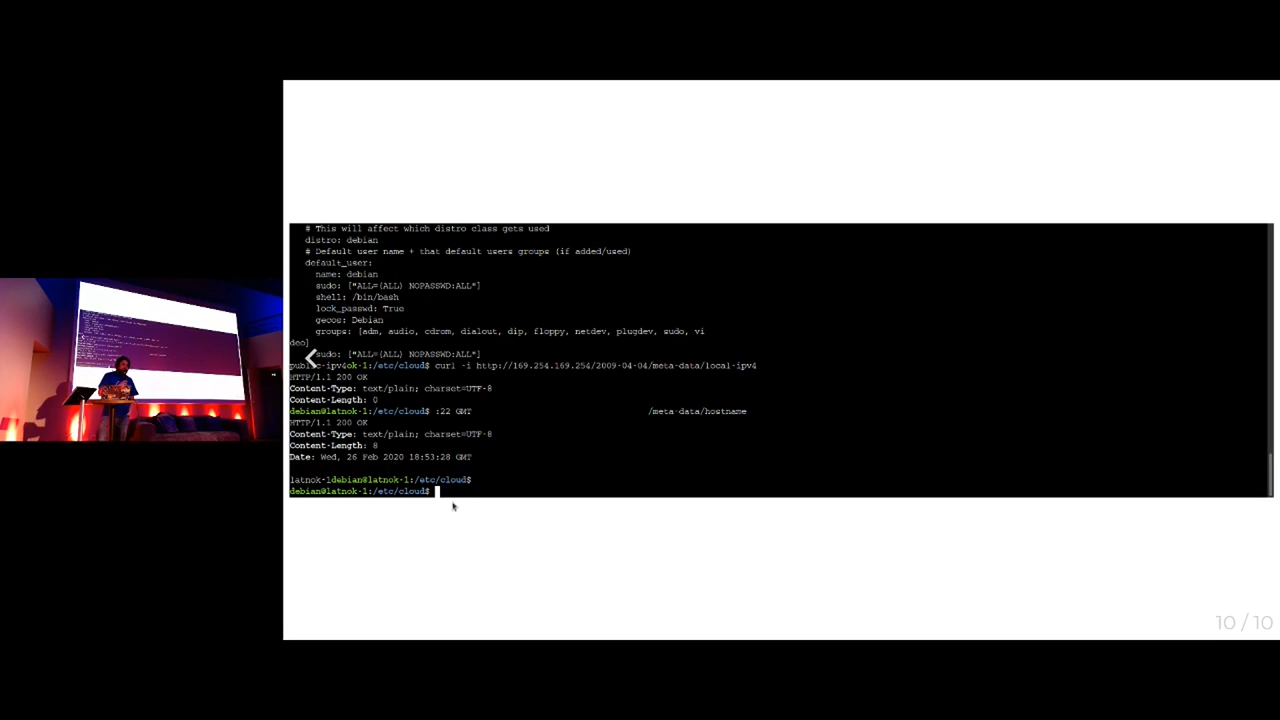 # This will affect which distro class gets used
distro: debian
# Default user name + that default users groups (if added/used)
default_user:
name: debian
sudo: ["ALL=(ALL) NOPASSWD:ALL"]
shell: /bin/bash
lock_passwd: True
gecos: Debian
groups: [adm, audio, cdrom, dialout, dip, floppy, netdev, plugdev, sudo, vi
deo]
sudo: ["ALL=(ALL) NOPASSWD:ALL"]
public-ipv4ok-1:/etc/cloud$ curl -i http://169.254.169.254/2009-04-04/meta-data/local-ipv4
HTTP/1.1 200 OK
Content-Type: text/plain; charset=UTF-8
Content-Length: 0
debian@latnok-1:/etc/cloud$ :22 GMT /meta-data/hostname
HTTP/1.1 200 OK
Content-Type: text/plain; charset=UTF-8
Content-Length: 8
Date: Wed, 26 Feb 2020 18:53:28 GMT
latnok-1debian@latnok-1:/etc/cloud$
debian@latnok-1:/etc/cloud$
10 / 10